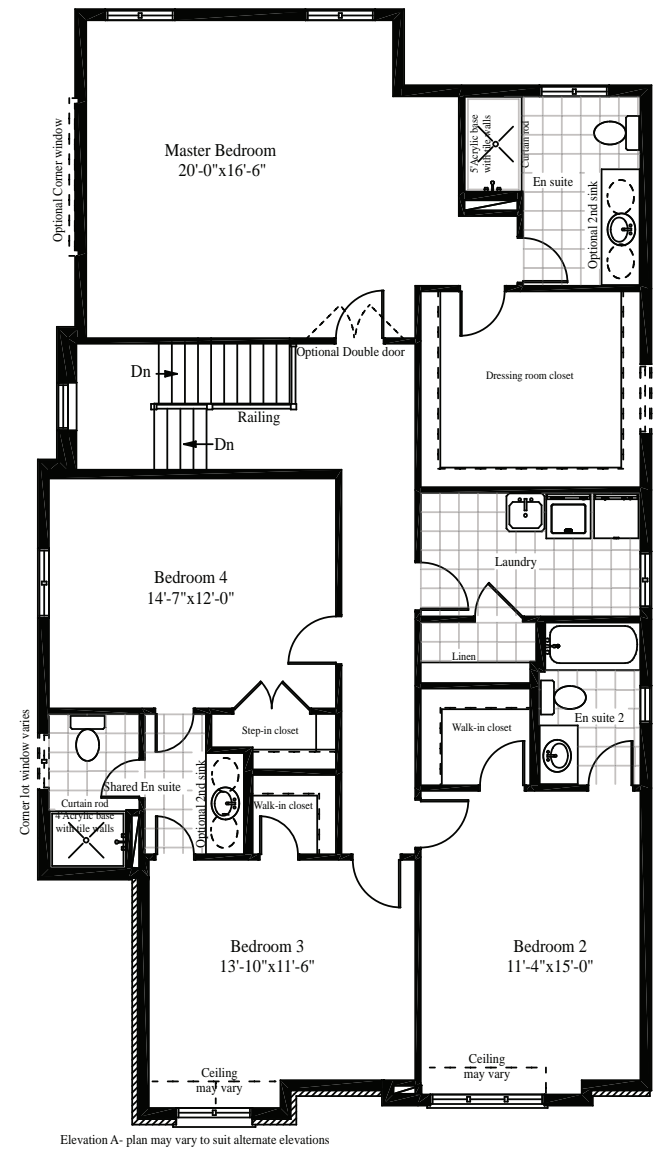 Master Bedroom
20'-0"x16'-6"
Optional Corner window
5'Acrylic base
with tile walls
Curtain rod
En suite
Optional 2nd sink
Optional Double door
Dn
Railing
Dn
Dressing room closet
Laundry
Bedroom 4
14'-7"x12'-0"
Linen
En suite 2
Walk-in closet
Step-in closet
Corner lot window varies
Shared En suite
Optional 2nd sink
Curtain rod
4'Acrylic base
with tile walls
Walk-in closet
Bedroom 3
13'-10"x11'-6"
Bedroom 2
11'-4"x15'-0"
Ceiling
may vary
Ceiling
may vary
Elevation A- plan may vary to suit alternate elevations